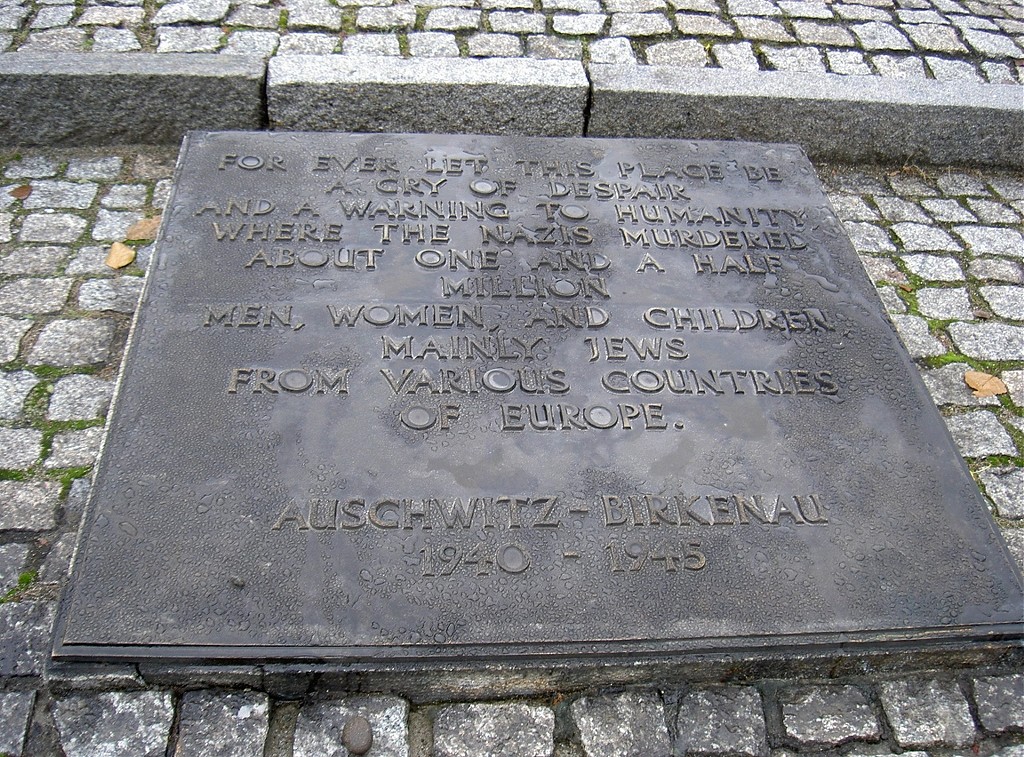 FOR EVER LET THIS PLACE BE
A CRY OF DESPAIR
AND A WARNING TO HUMANITY,
WHERE THE NAZIS MURDERED
ABOUT ONE AND A HALF
MILLION
MEN, WOMEN, AND CHILDREN
MAINLY JEWS
FROM VARIOUS COUNTRIES
OF EUROPE.
AUSCHWITZ - BIRKENAU
1940 - 1945